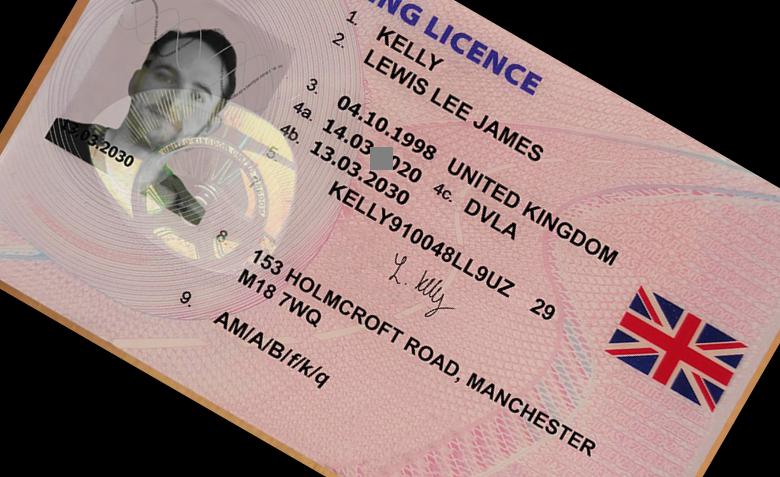 NG LICENCE
1. KELLY
2. LEWIS LEE JAMES
3. 04.10.1998 UNITED KINGDOM
4a. 14.03. 020 4c. DVLA
4b. 13.03.2030
5. KELLY910048LL9UZ 29
L. Kelly
8. 153 HOLMCROFT ROAD, MANCHESTER
M18 7WQ
9. AM/A/B/f/k/q
13.03.2030